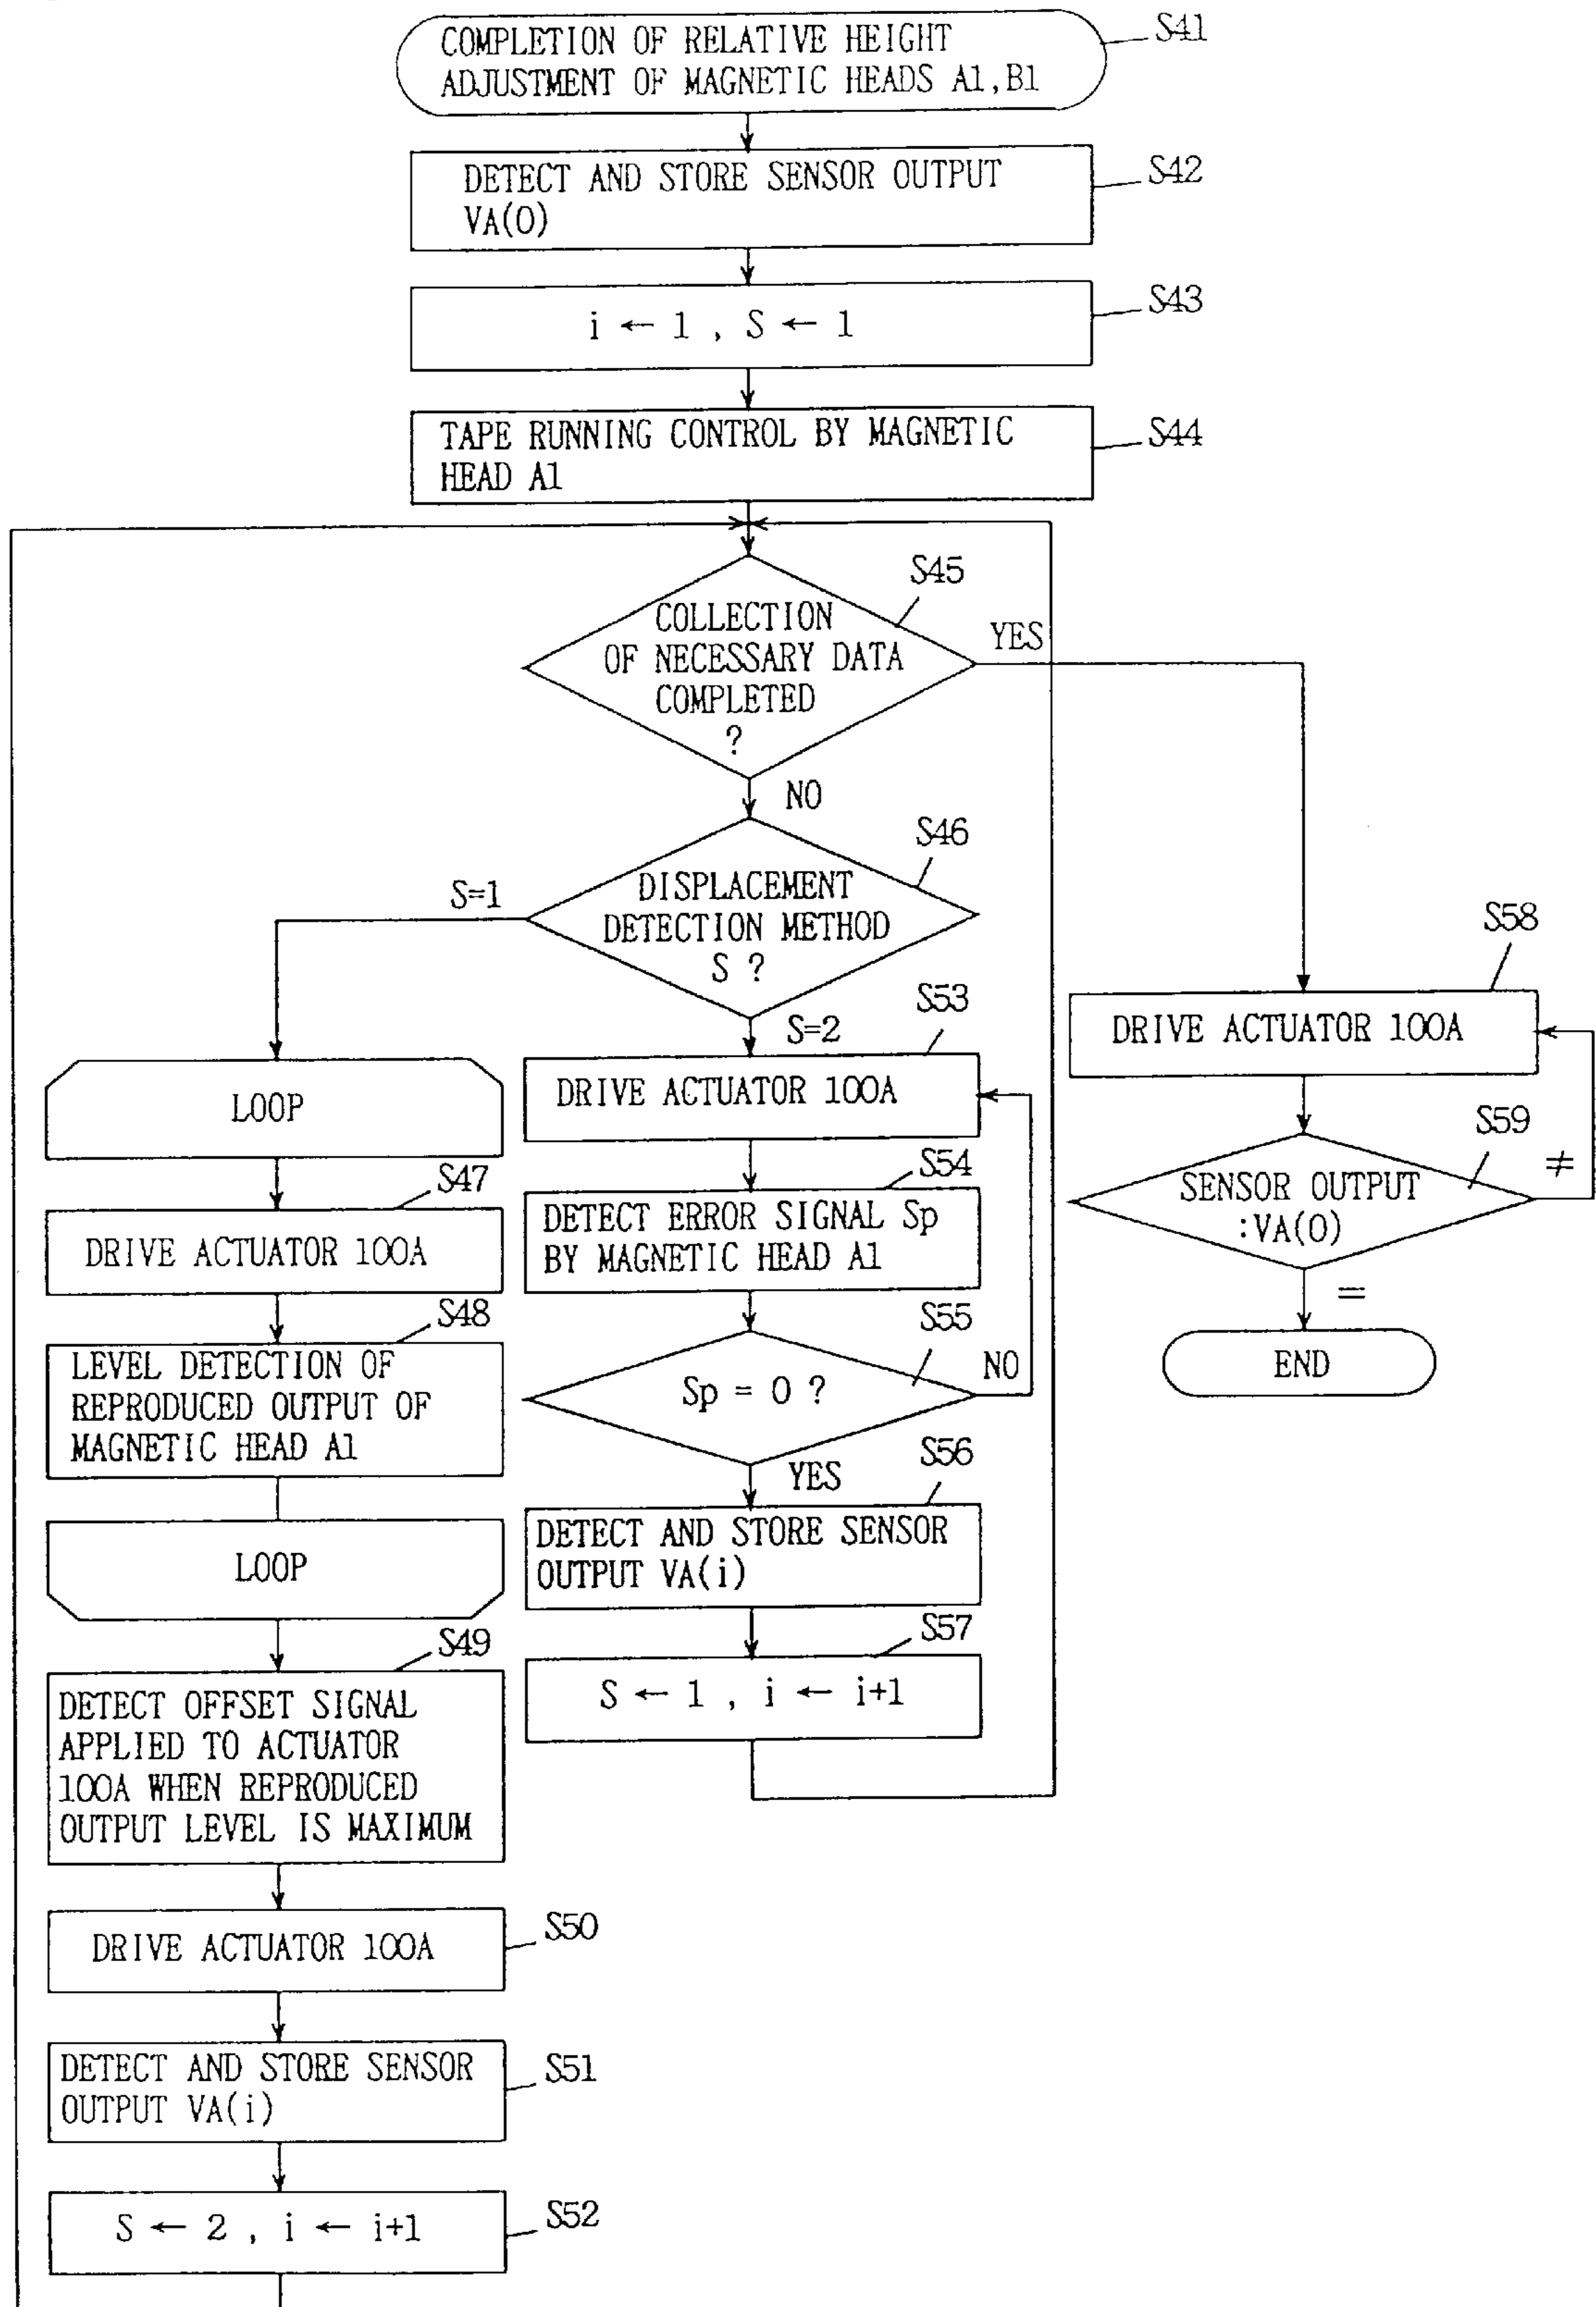 COMPLETION OF RELATIVE HEIGHT
ADJUSTMENT OF MAGNETIC HEADS A1,B1
S41
DETECT AND STORE SENSOR OUTPUT
VA(0)
S42
i ← 1 , S ← 1
S43
TAPE RUNNING CONTROL BY MAGNETIC
HEAD A1
S44
S45
COLLECTION
OF NECESSARY DATA
COMPLETED
?
YES
NO
S46
DISPLACEMENT
DETECTION METHOD
S ?
S=1
S=2
LOOP
S47
DRIVE ACTUATOR 100A
S48
LEVEL DETECTION OF
REPRODUCED OUTPUT OF
MAGNETIC HEAD A1
LOOP
S49
DETECT OFFSET SIGNAL
APPLIED TO ACTUATOR
100A WHEN REPRODUCED
OUTPUT LEVEL IS MAXIMUM
DRIVE ACTUATOR 100A
S50
DETECT AND STORE SENSOR
OUTPUT VA(i)
S51
S ← 2 , i ← i+1
S52
S53
DRIVE ACTUATOR 100A
S54
DETECT ERROR SIGNAL Sp
BY MAGNETIC HEAD A1
S55
Sp = 0 ?
NO
YES
S56
DETECT AND STORE SENSOR
OUTPUT VA(i)
S57
S ← 1 , i ← i+1
S58
DRIVE ACTUATOR 100A
S59
SENSOR OUTPUT
:VA(0)
≠
=
END